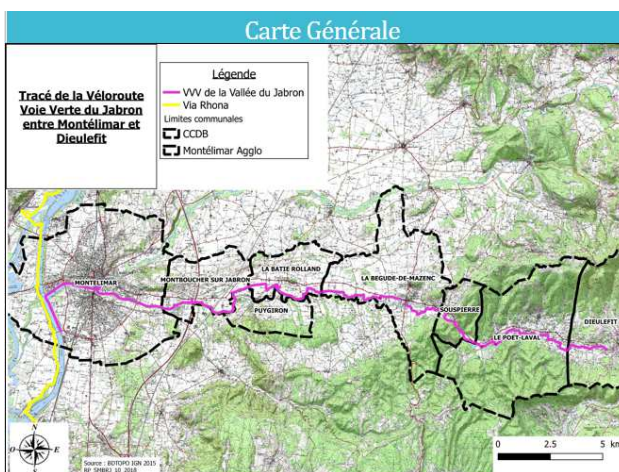 Carte Générale
Tracé de la Véloroute
Voie Verte du Jabron
entre Montélimar et
Dieulefit
Légende
VVV de la Vallée du Jabron
Via Rhona
Limites communales
CCDB
Montélimar Agglo
MONTELIMAR
MONTBOUCHER SUR JABRON
LA BATIE ROLLAND
PUYGIRON
LA BEGUDE-DE-MAZENC
SOUSPIERRE
LE POET-LAVAL
DIEULEFIT
N
O
E
S
Source : BDTOPO IGN 2015
BP_SMBRJ_10_2018
0 2.5 5 km